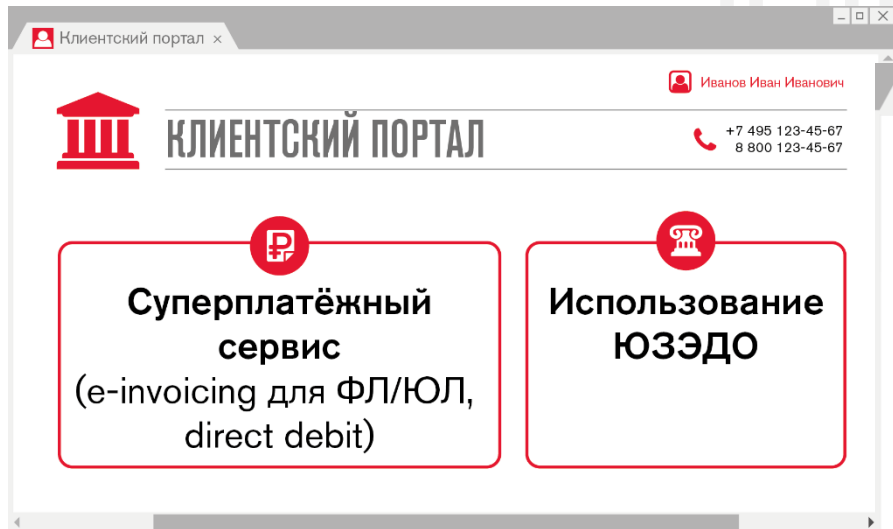 Клиентский портал ×
Иванов Иван Иванович
КЛИЕНТСКИЙ ПОРТАЛ
+7 495 123-45-67
8 800 123-45-67
Суперплатёжный
сервис
(e-invoicing для ФЛ/ЮЛ,
direct debit)
Использование
ЮЗЭДО